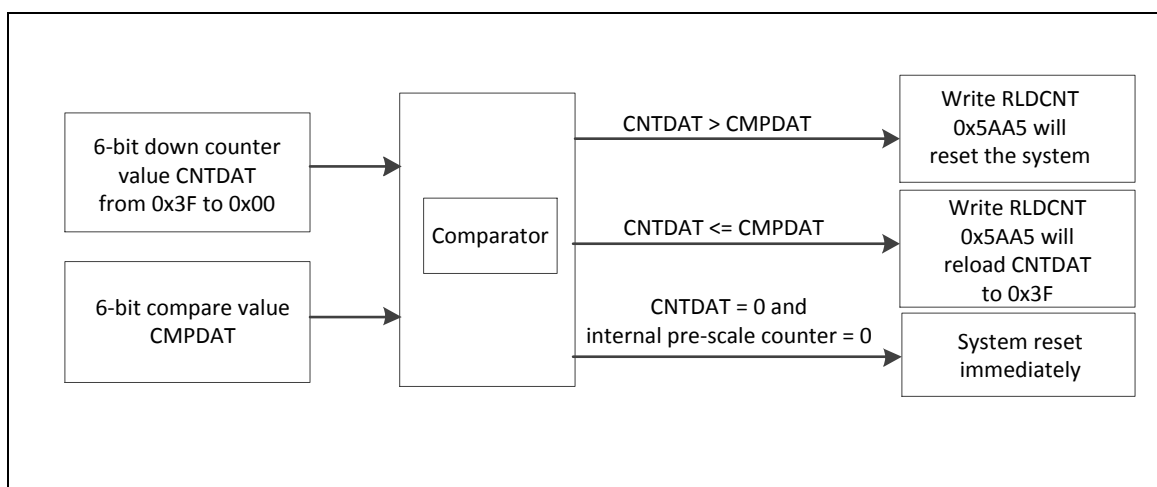 6-bit down counter
value CNTDAT
from 0x3F to 0x00
6-bit compare value
CMPDAT
Comparator
CNTDAT > CMPDAT
CNTDAT <= CMPDAT
CNTDAT = 0 and
internal pre-scale counter = 0
Write RLDCNT
0x5AA5 will
reset the system
Write RLDCNT
0x5AA5 will
reload CNTDAT
to 0x3F
System reset
immediately